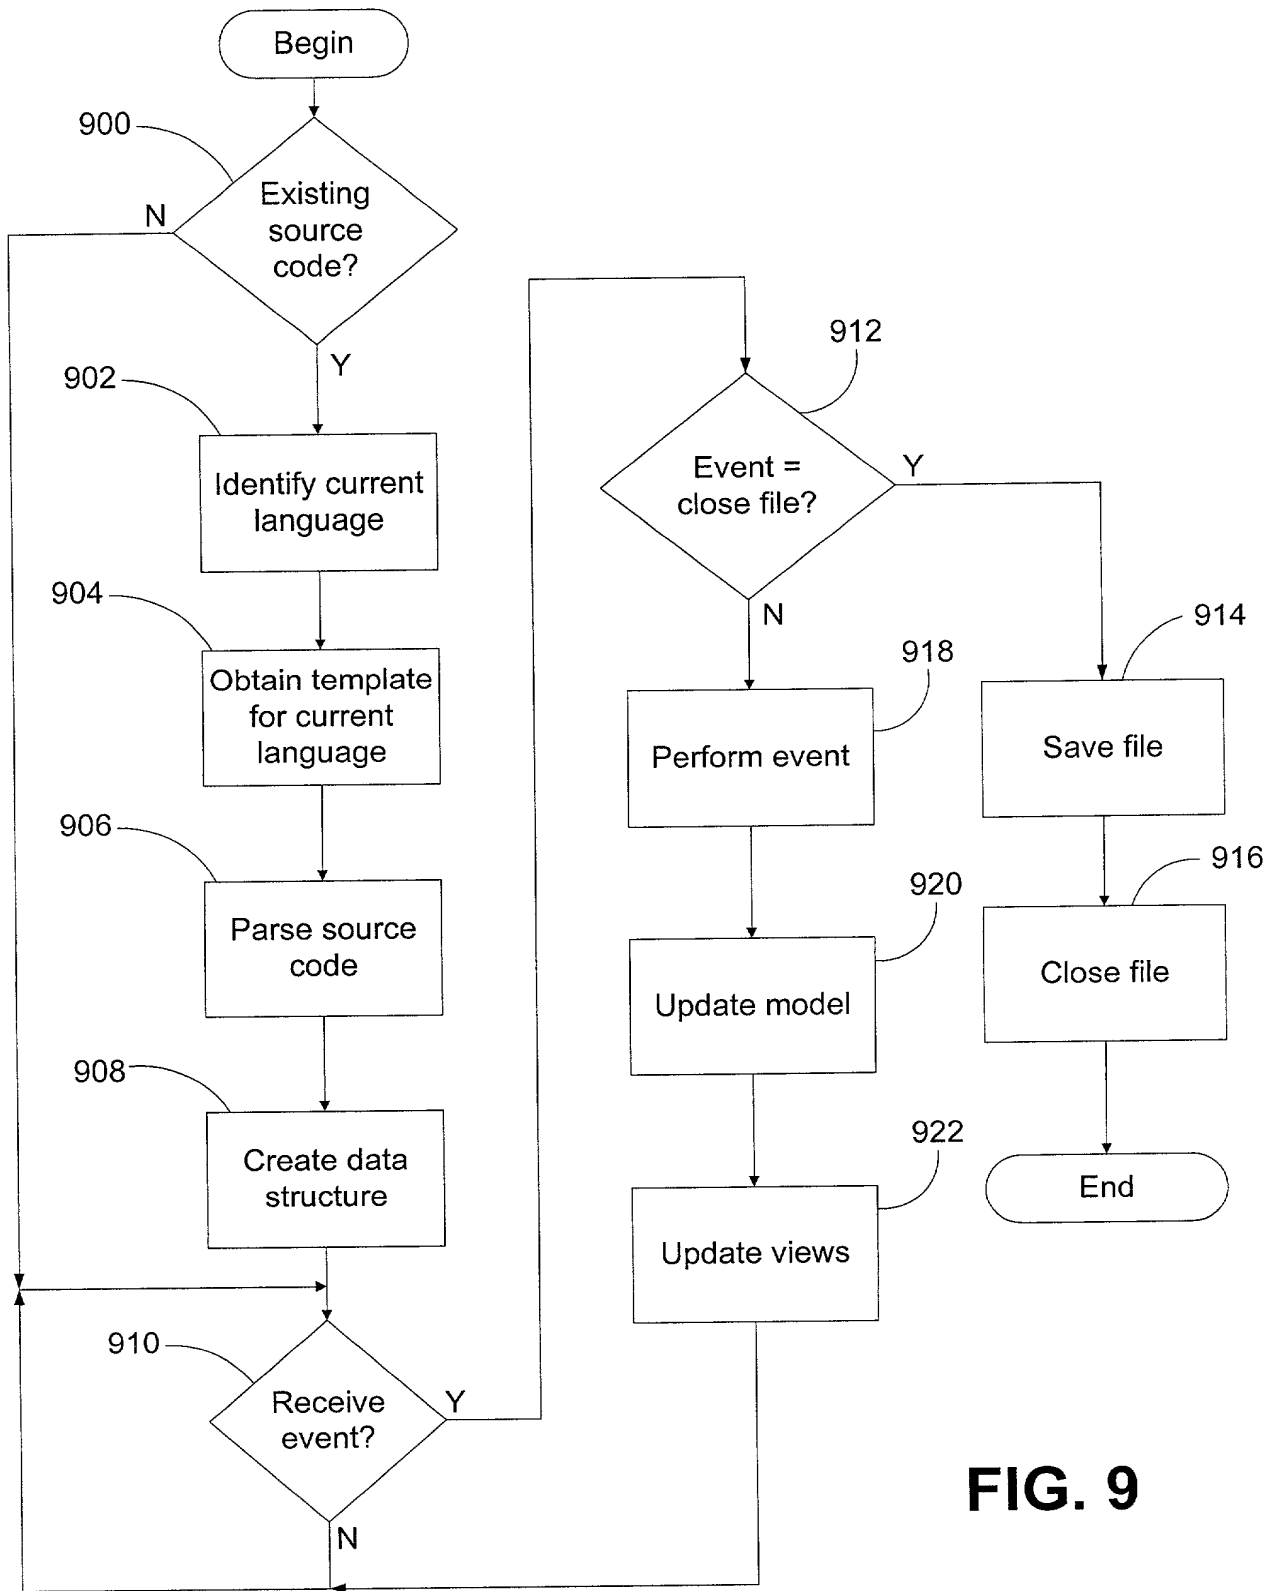 Begin
900
Existing
source
code?
N
Y
902
Identify current
language
904
Obtain template
for current
language
906
Parse source
code
908
Create data
structure
910
Receive
event?
Y
N
912
Event =
close file?
Y
N
918
Perform event
920
Update model
922
Update views
914
Save file
916
Close file
End
FIG. 9